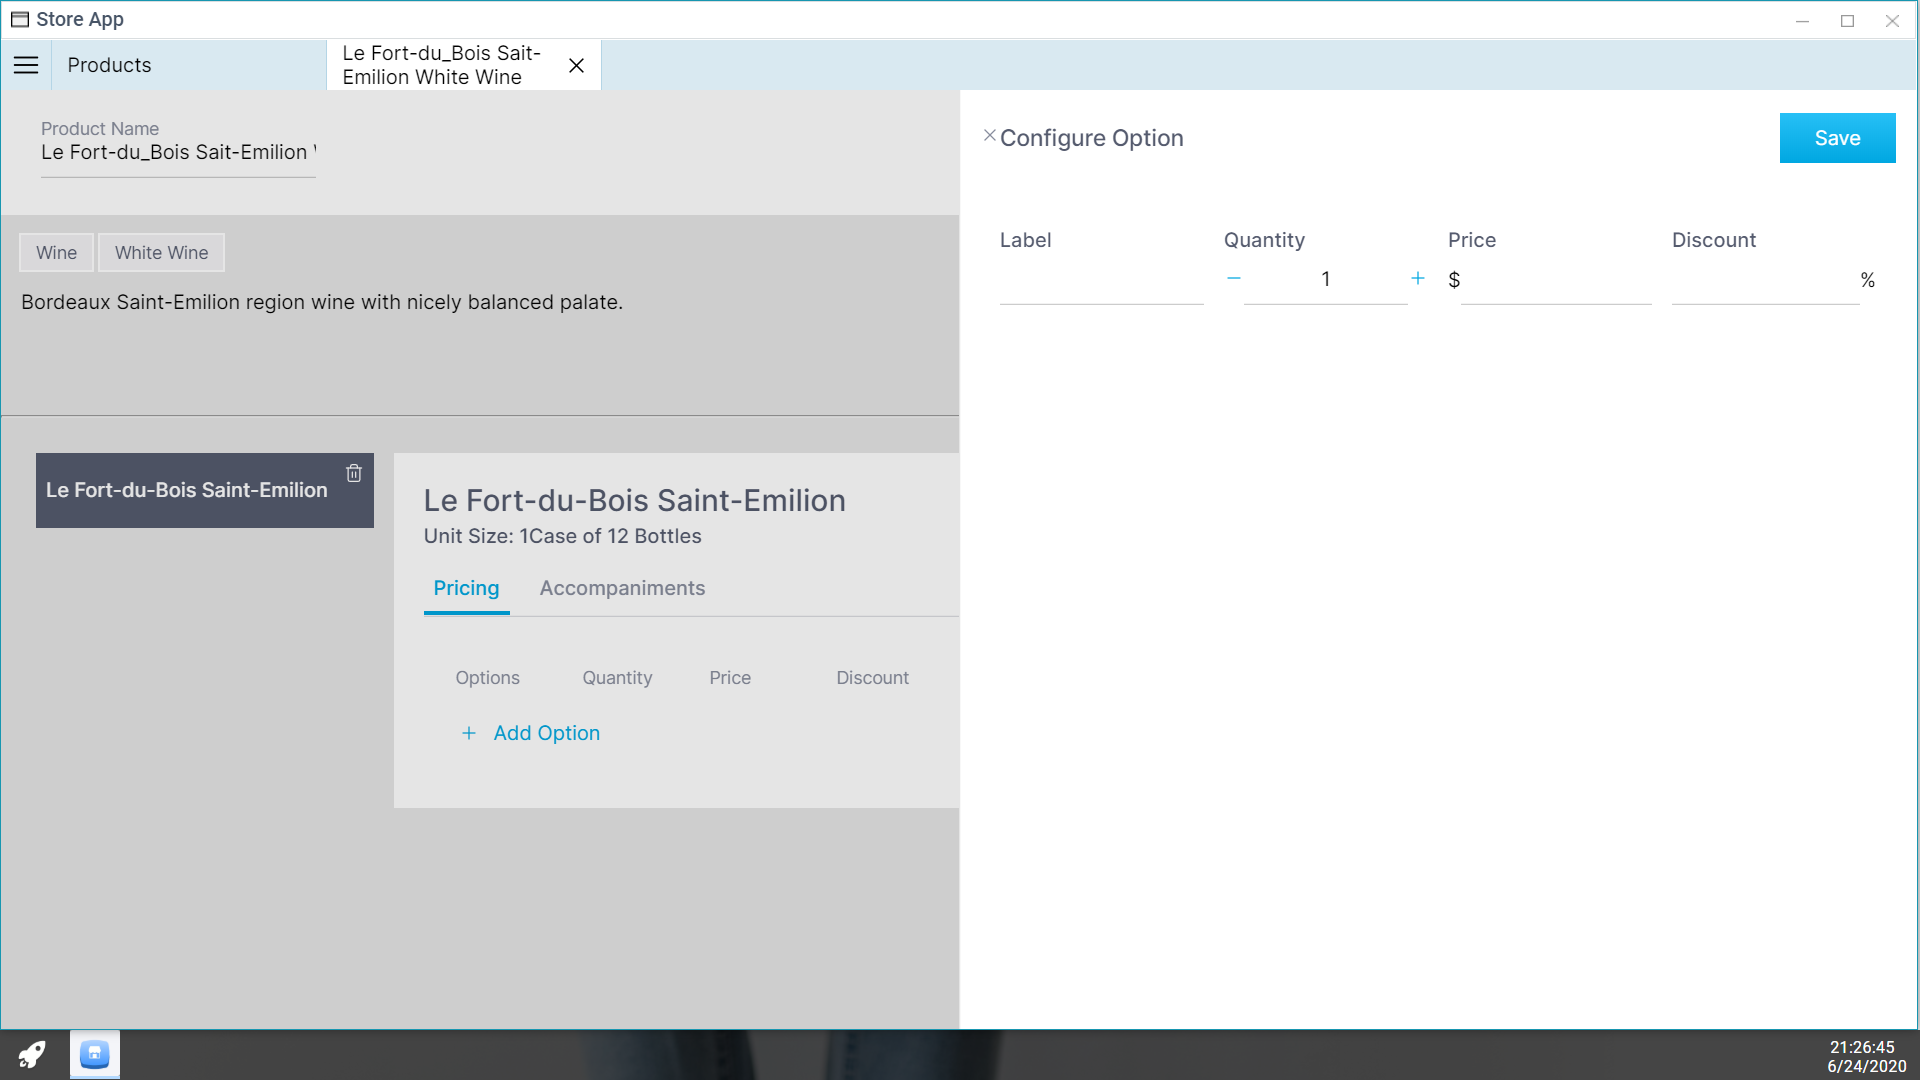 Store App
Products
Le Fort-du_Bois Sait-
Emilion White Wine
Product Name
Le Fort-du_Bois Sait-Emilion
Wine
White Wine
Bordeaux Saint-Emilion region wine with nicely balanced palate.
Le Fort-du-Bois Saint-Emilion
Le Fort-du-Bois Saint-Emilion
Unit Size: 1Case of 12 Bottles
Pricing
Accompaniments
Options Quantity Price Discount
+ Add Option
Configure Option
Save
Label Quantity Price Discount
− 1 + $ %
21:26:45
6/24/2020